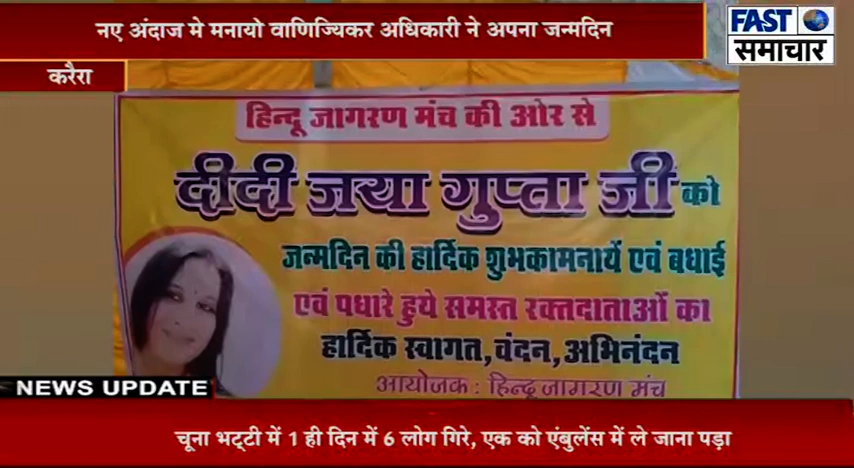 नए अंदाज मे मनायो वाणिज्यिकर अधिकारी ने अपना जन्मदिन
FAST
समाचार
करैरा
हिन्दू जागरण मंच की ओर से
दीदी जया गुप्ता जी को
जन्मदिन की हार्दिक शुभकामनायें एवं बधाई
एवं पधारे हुये समस्त रक्तदाताओं का
हार्दिक स्वागत, वंदन, अभिनंदन
आयोजक : हिन्दू जागरण मंच
NEWS UPDATE
चूना भट्टी में 1 ही दिन में 6 लोग गिरे, एक को एंबुलेंस में ले जाना पड़ा